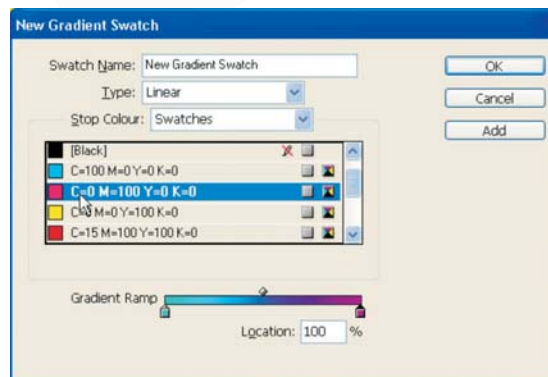 New Gradient Swatch
Swatch Name: New Gradient Swatch
OK
Type: Linear
Cancel
Stop Colour: Swatches
Add
[Black]
C=100 M=0 Y=0 K=0
C=0 M=100 Y=0 K=0
M=0 Y=100 K=0
C=15 M=100 Y=100 K=0
Gradient Ramp
Location: 100 %